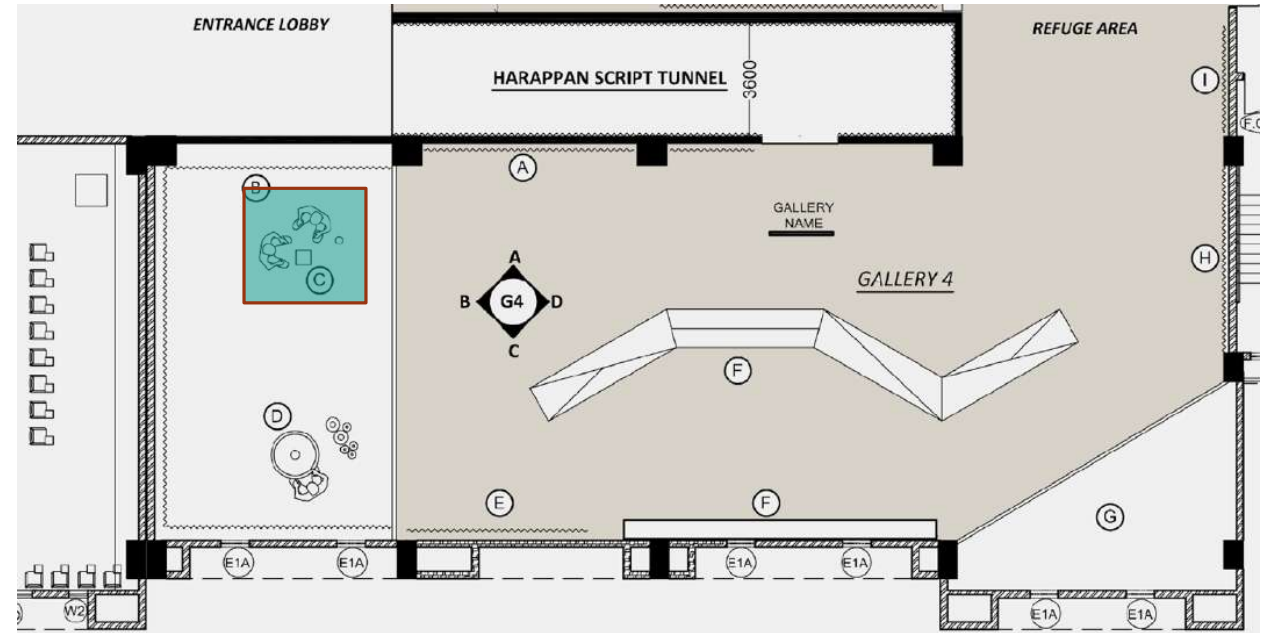 ENTRANCE LOBBY
REFUGE AREA
HARAPPAN SCRIPT TUNNEL
3600
I
A
B
GALLERY
NAME
C
H
A
B G4 D
C
GALLERY 4
F
D
E
F
G
E1A
E1A
E1A
E1A
W2
E1A
E1A